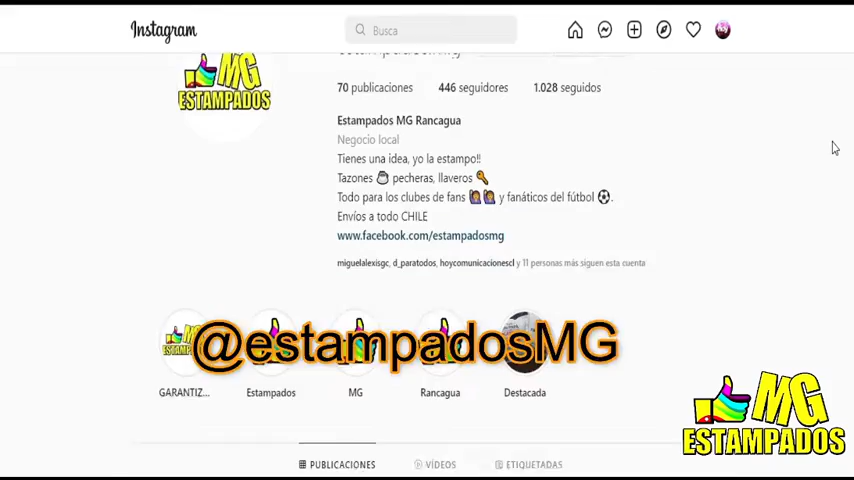 Instagram
Busca
MG
ESTAMPADOS
70 publicaciones 446 seguidores 1.028 seguidos
Estampados MG Rancagua
Negocio local
Tienes una idea, yo la estampo!!
Tazones pecheras, llaveros
Todo para los clubes de fans y fanáticos del fútbol
Envíos a todo CHILE
www.facebook.com/estampadosmg
miguelalexisgc, d_paratodos, hoycomunicacionescl y 11 personas más siguen esta cuenta
@estampadosMG
GARANTIZ... Estampados MG Rancagua Destacada
MG
ESTAMPADOS
PUBLICACIONES VÍDEOS ETIQUETADAS